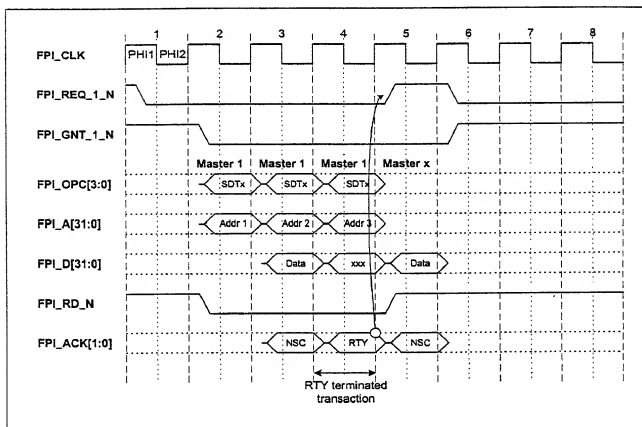 1 2 3 4 5 6 7 8
FPI_CLK PHI1 PHI2
FPI_REQ_1_N
FPI_GNT_1_N
Master 1 Master 1 Master 1 Master x
FPI_OPC[3:0] SDTx SDTx SDTx
FPI_A[31:0] Addr 1 Addr 2 Addr 3
FPI_D[31:0] Data xxx Data
FPI_RD_N
FPI_ACK[1:0] NSC RTY NSC
RTY terminated
transaction